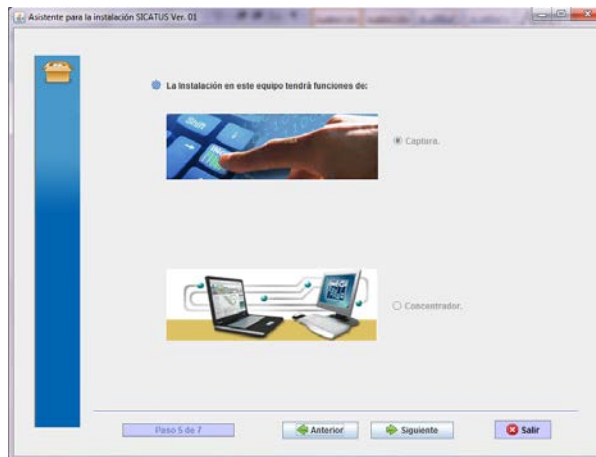 Asistente para la instalación SICATUS Ver. 01
La Instalación en este equipo tendrá funciones de:
Shift
Captura.
Concentrador.
Paso 5 de 7
Anterior
Siguiente
Salir